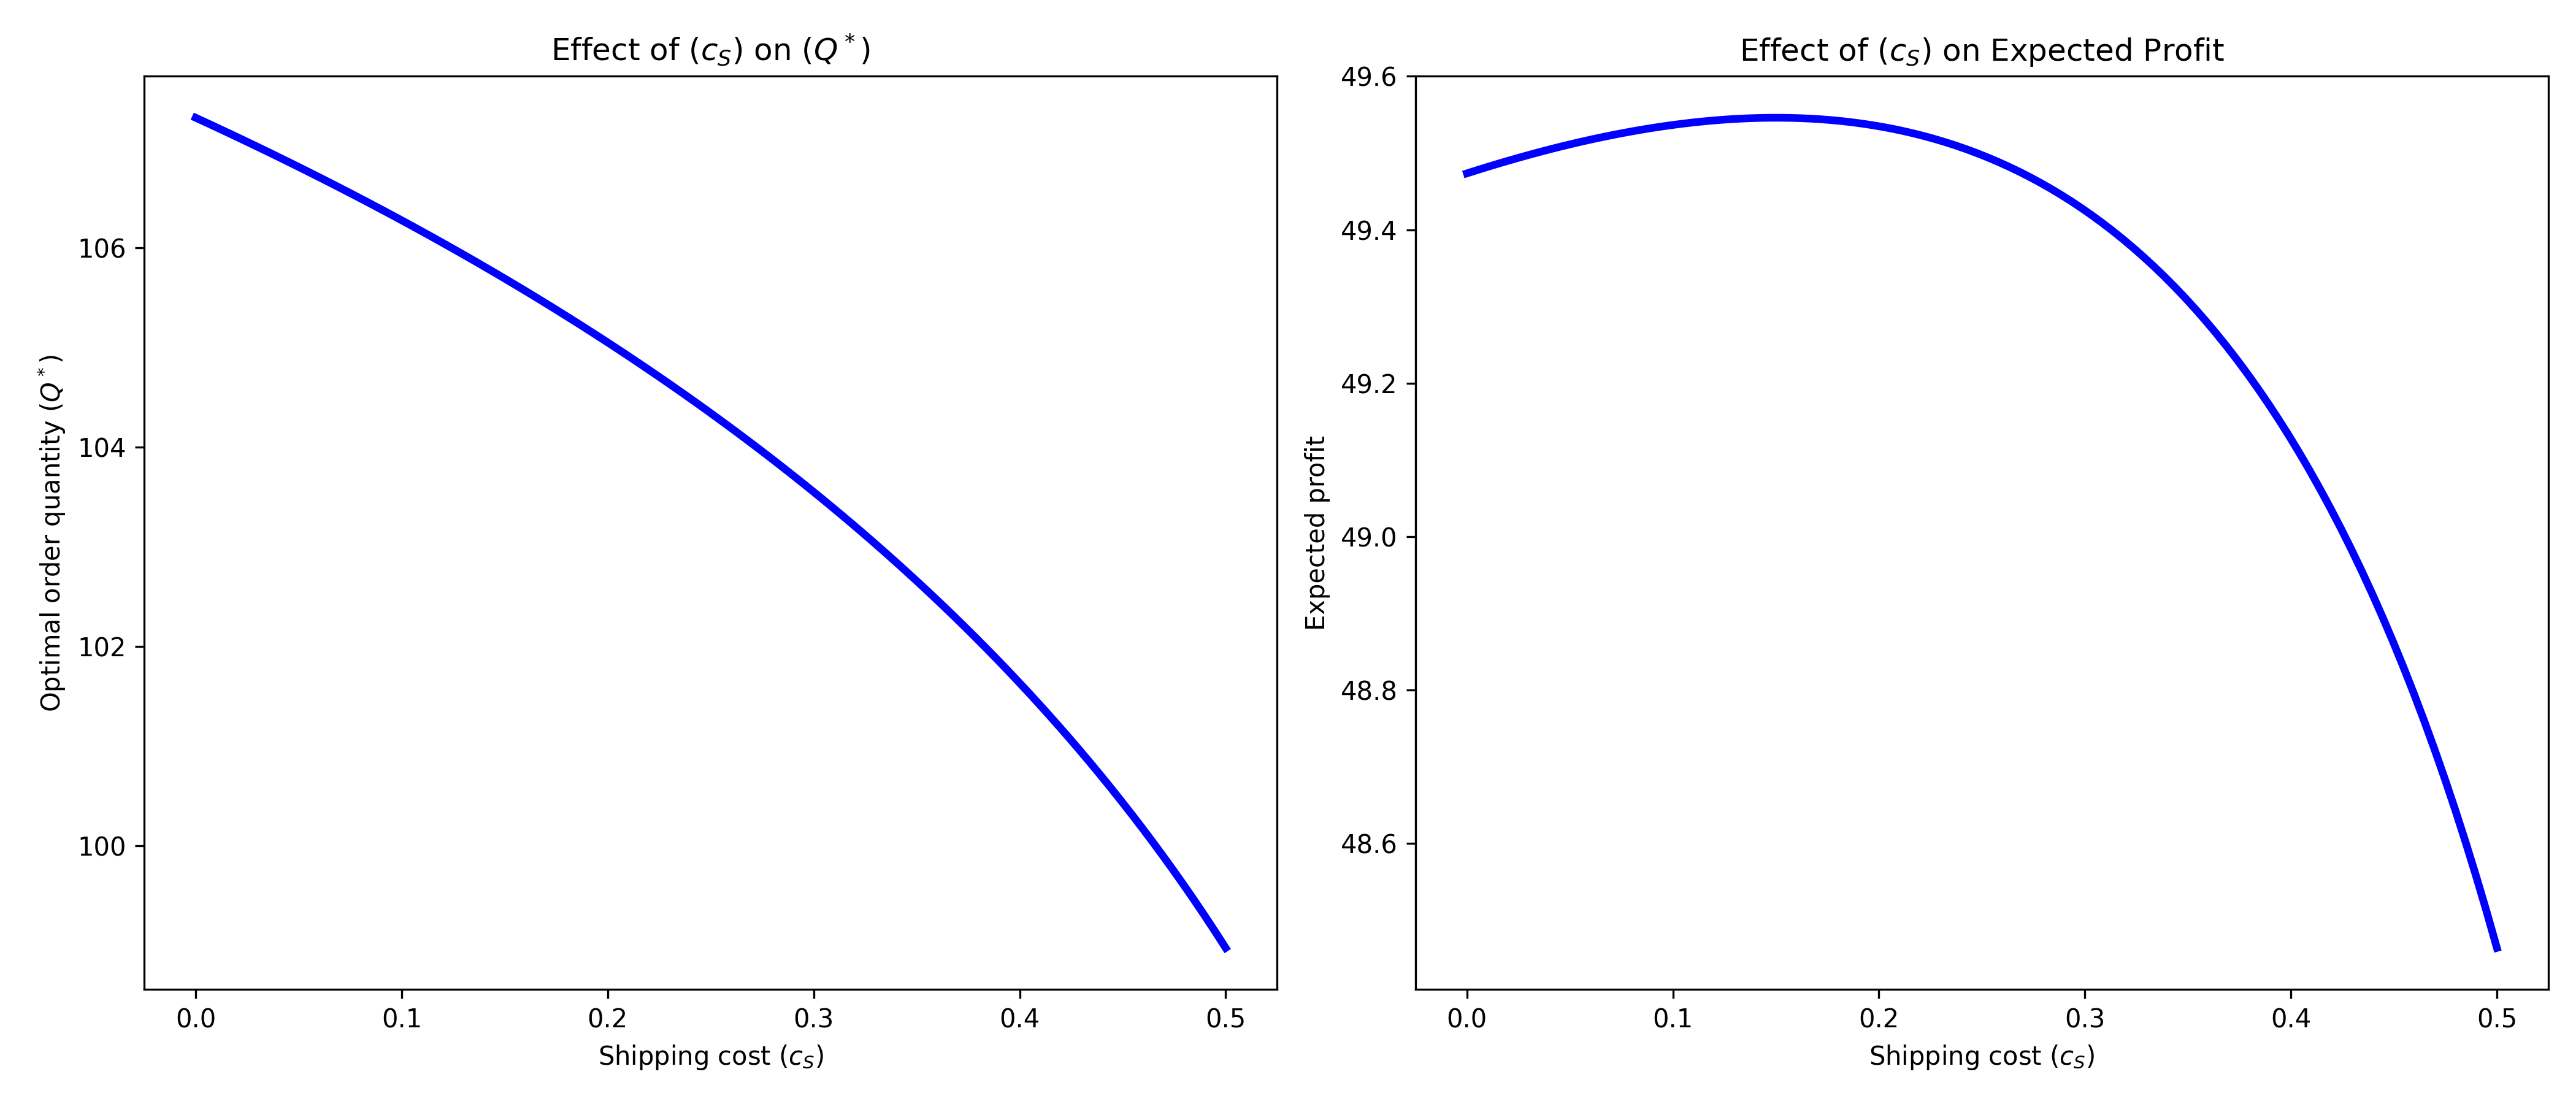 Effect of (c_S) on (Q*)
Optimal order quantity (Q*)
106
104
102
100
0.0 0.1 0.2 0.3 0.4 0.5
Shipping cost (c_S)
Effect of (c_S) on Expected Profit
Expected profit
49.6
49.4
49.2
49.0
48.8
48.6
0.0 0.1 0.2 0.3 0.4 0.5
Shipping cost (c_S)